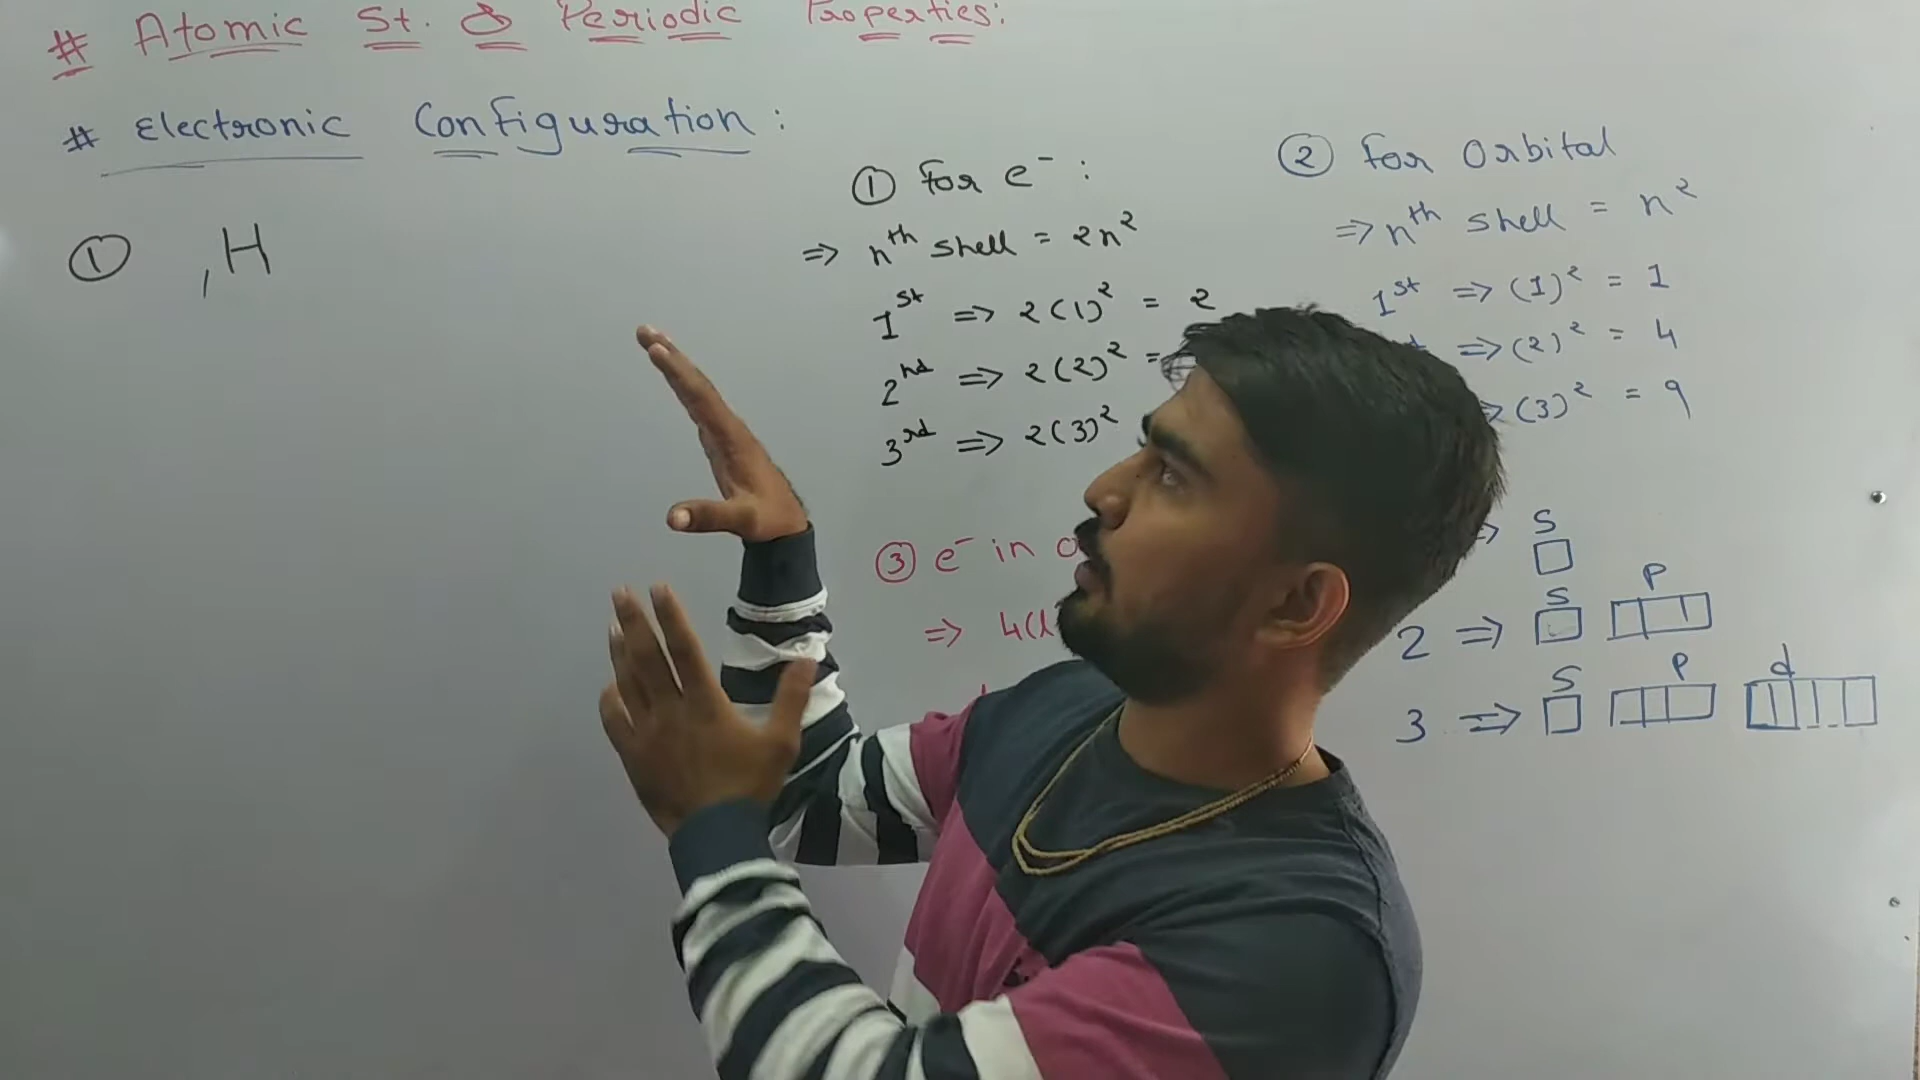 # Atomic St. & Periodic Properties:
# Electronic Configuration:
① ₁H
① For e⁻ :
⇒ nᵗʰ shell = 2n²
1ˢᵗ ⇒ 2(1)² = 2
2ⁿᵈ ⇒ 2(2)² =
3ʳᵈ ⇒ 2(3)²
③ e⁻ in
⇒ 4(l
② For Orbital
⇒ nᵗʰ shell = n²
1ˢᵗ ⇒ (1)² = 1
⇒ (2)² = 4
⇒ (3)² = 9
S
S P
2 ⇒
S P d
3 ⇒